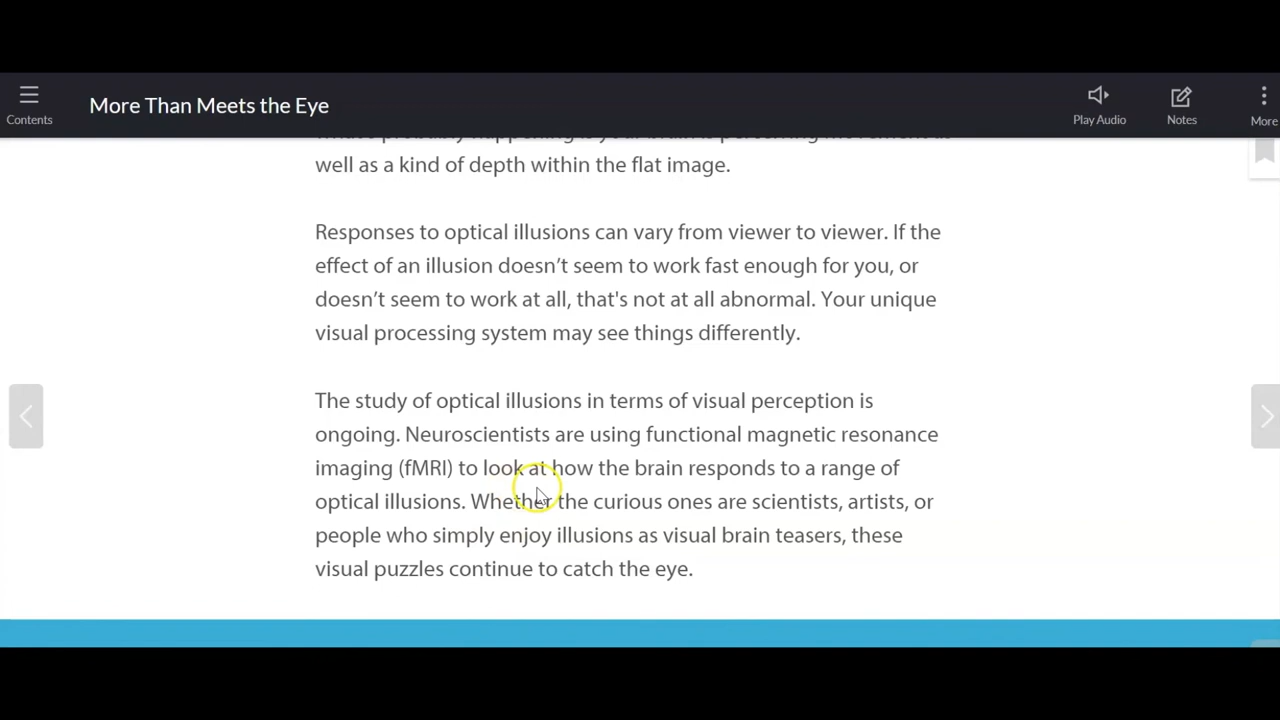 Contents
More Than Meets the Eye
Play Audio
Notes
More
well as a kind of depth within the flat image.
Responses to optical illusions can vary from viewer to viewer. If the
effect of an illusion doesn’t seem to work fast enough for you, or
doesn’t seem to work at all, that's not at all abnormal. Your unique
visual processing system may see things differently.
The study of optical illusions in terms of visual perception is
ongoing. Neuroscientists are using functional magnetic resonance
imaging (fMRI) to look at how the brain responds to a range of
optical illusions. Whether the curious ones are scientists, artists, or
people who simply enjoy illusions as visual brain teasers, these
visual puzzles continue to catch the eye.